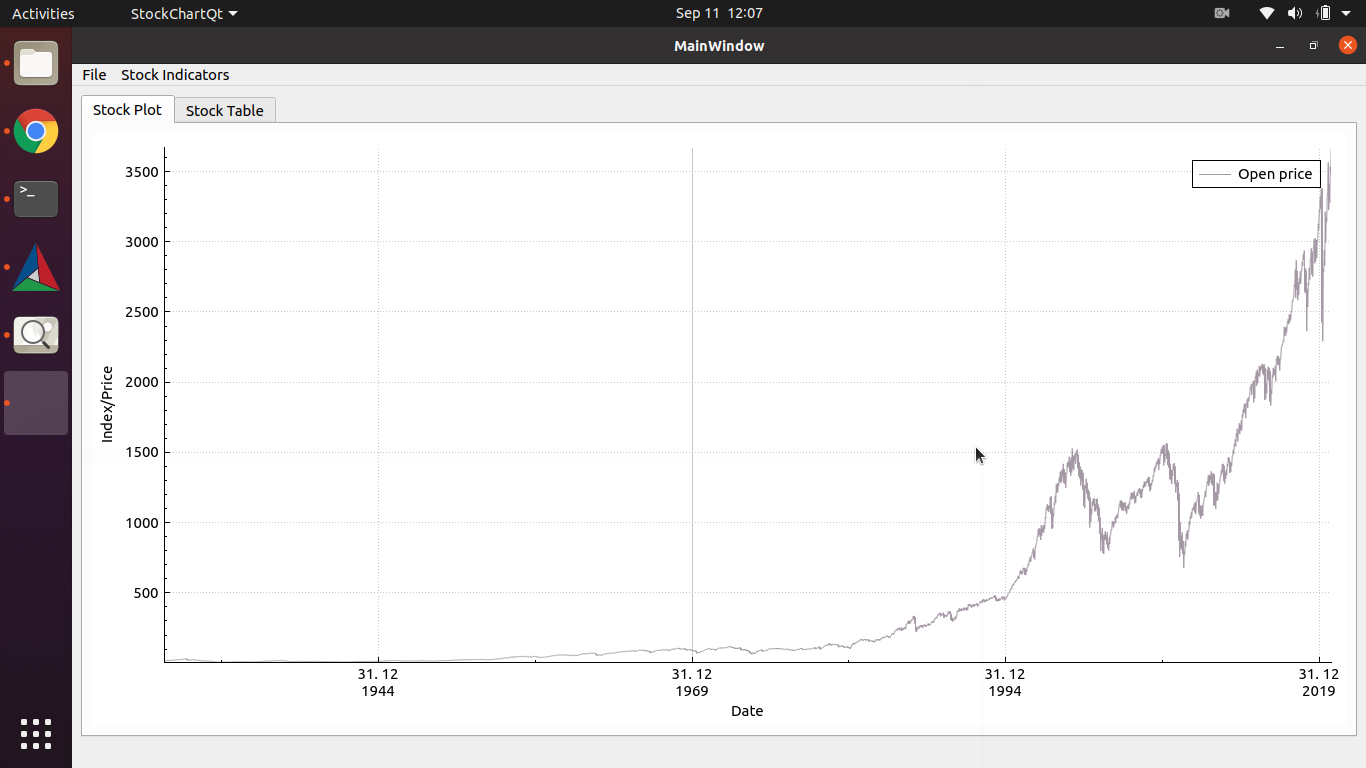 Activities StockChartQt Sep 11 12:07
MainWindow
File Stock Indicators
Stock Plot Stock Table
>_
Open price
3500
3000
2500
2000
1500
1000
500
Index/Price
31. 12 31. 12 31. 12 31. 12
1944 1969 1994 2019
Date